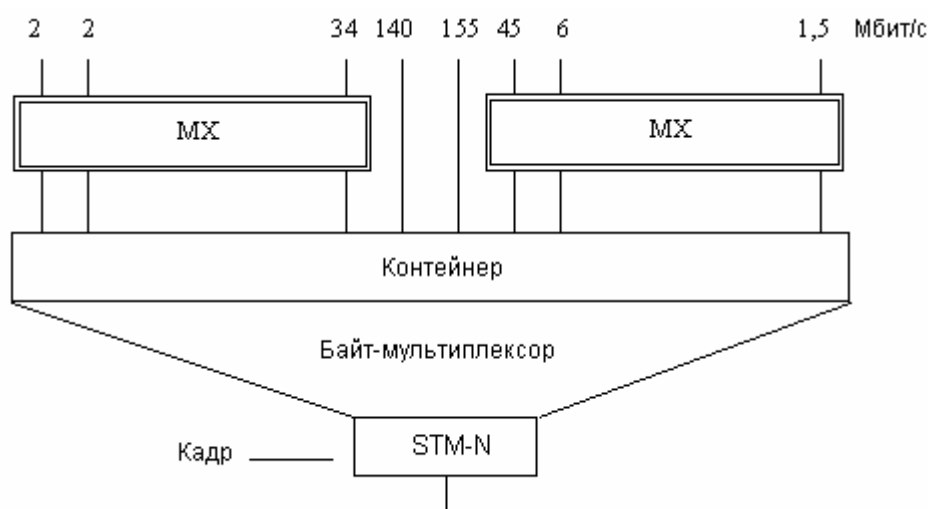 2 2 34 140 155 45 6 1,5 Мбит/с
MX MX
Контейнер
Байт-мультиплексор
STM-N
Кадр